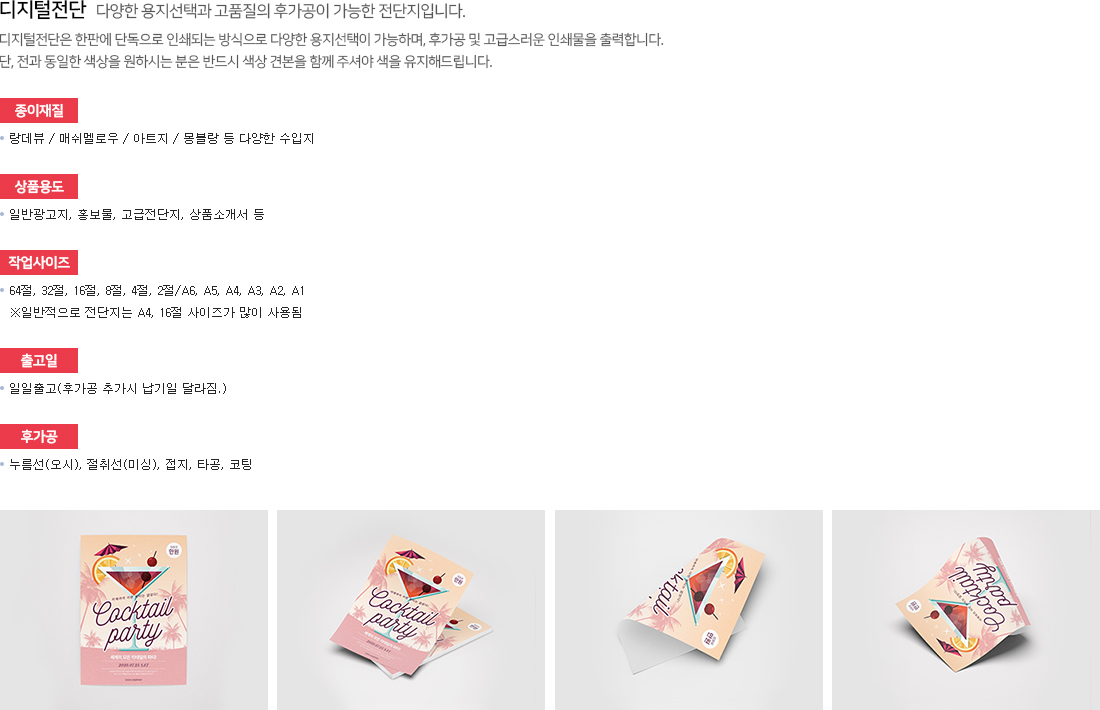 디지털전단 다양한 용지선택과 고품질의 후가공이 가능한 전단지입니다.
디지털전단은 한판에 단독으로 인쇄되는 방식으로 다양한 용지선택이 가능하며, 후가공 및 고급스러운 인쇄물을 출력합니다.
단, 전과 동일한 색상을 원하시는 분은 반드시 색상 견본을 함께 주셔야 색을 유지해드립니다.
종이재질
• 랑데뷰 / 매쉬멜로우 / 아트지 / 몽블랑 등 다양한 수입지
상품용도
• 일반광고지, 홍보물, 고급전단지, 상품소개서 등
작업사이즈
• 64절, 32절, 16절, 8절, 4절, 2절/A6, A5, A4, A3, A2, A1
※일반적으로 전단지는 A4, 16절 사이즈가 많이 사용됨
출고일
• 일일출고(후가공 추가시 납기일 달라짐.)
후가공
• 누름선(오시), 절취선(미싱), 접지, 타공, 코팅
만원
Cocktail
party
만원
Cocktail
party
Cocktail
party